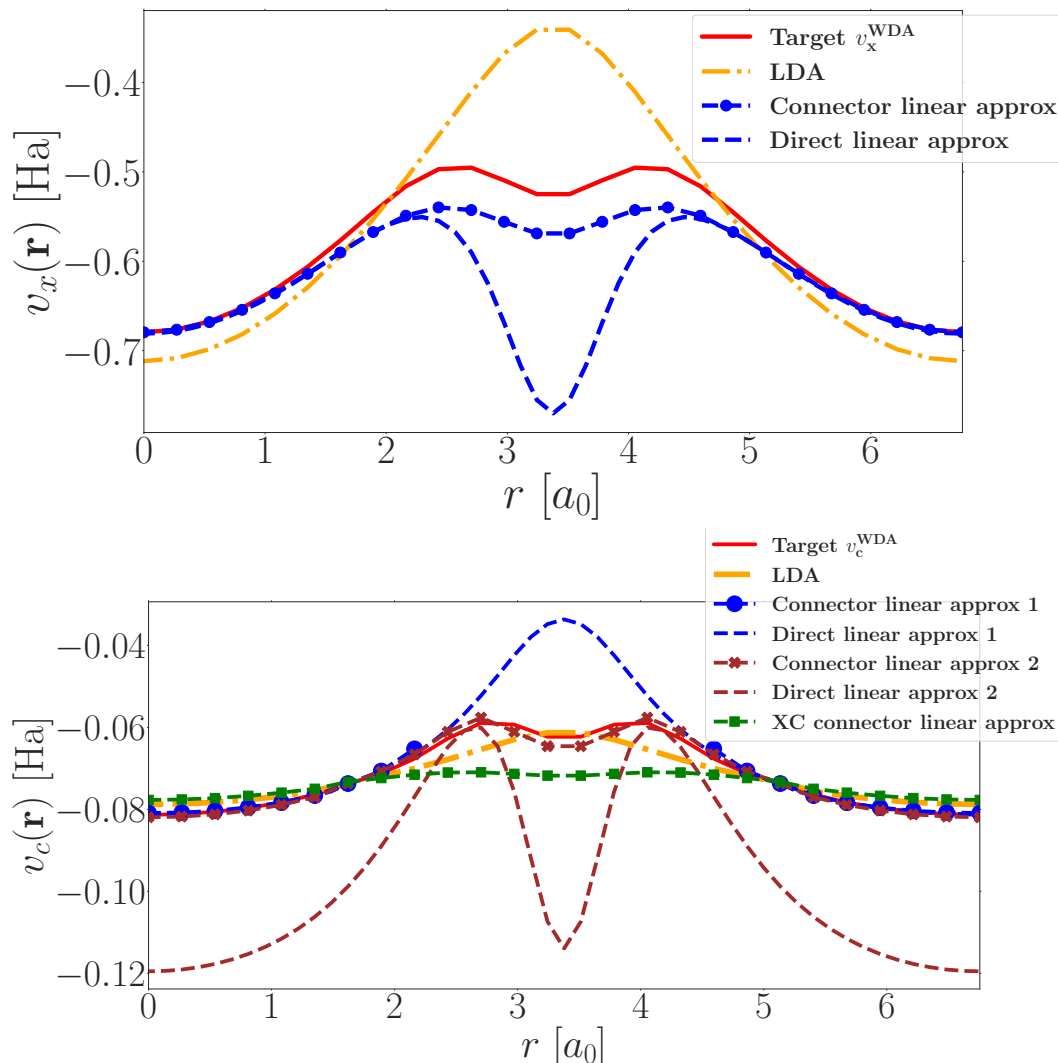 Target v_x^WDA
LDA
Connector linear approx
Direct linear approx
−0.4
−0.5
−0.6
−0.7
v_x(r) [Ha]
0 1 2 3 4 5 6
r [a_0]
Target v_c^WDA
LDA
Connector linear approx 1
Direct linear approx 1
Connector linear approx 2
Direct linear approx 2
XC connector linear approx
−0.04
−0.06
−0.08
−0.10
−0.12
v_c(r) [Ha]
0 1 2 3 4 5 6
r [a_0]